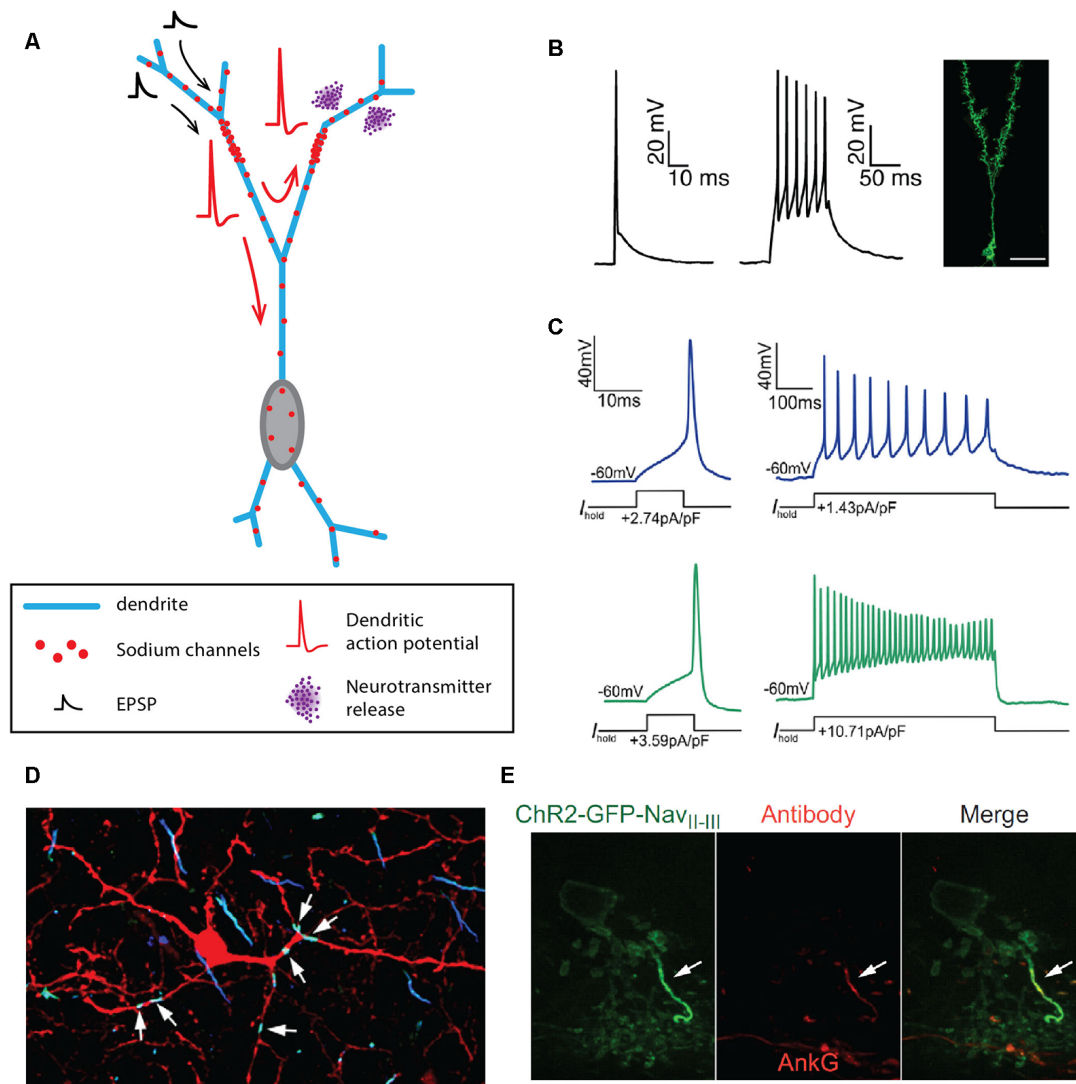 A
dendrite
Sodium channels
EPSP
Dendritic
action potential
Neurotrasmitter
release
B
20 mV
10 ms
20 mV
50 ms
C
40mV
10ms
-60mV
Ihold
+2.74pA/pF
40mV
100ms
-60mV
Ihold
+1.43pA/pF
-60mV
Ihold
+3.59pA/pF
-60mV
Ihold
+10.71pA/pF
D
E
ChR2-GFP-NavII-III
Antibody
Merge
AnkG